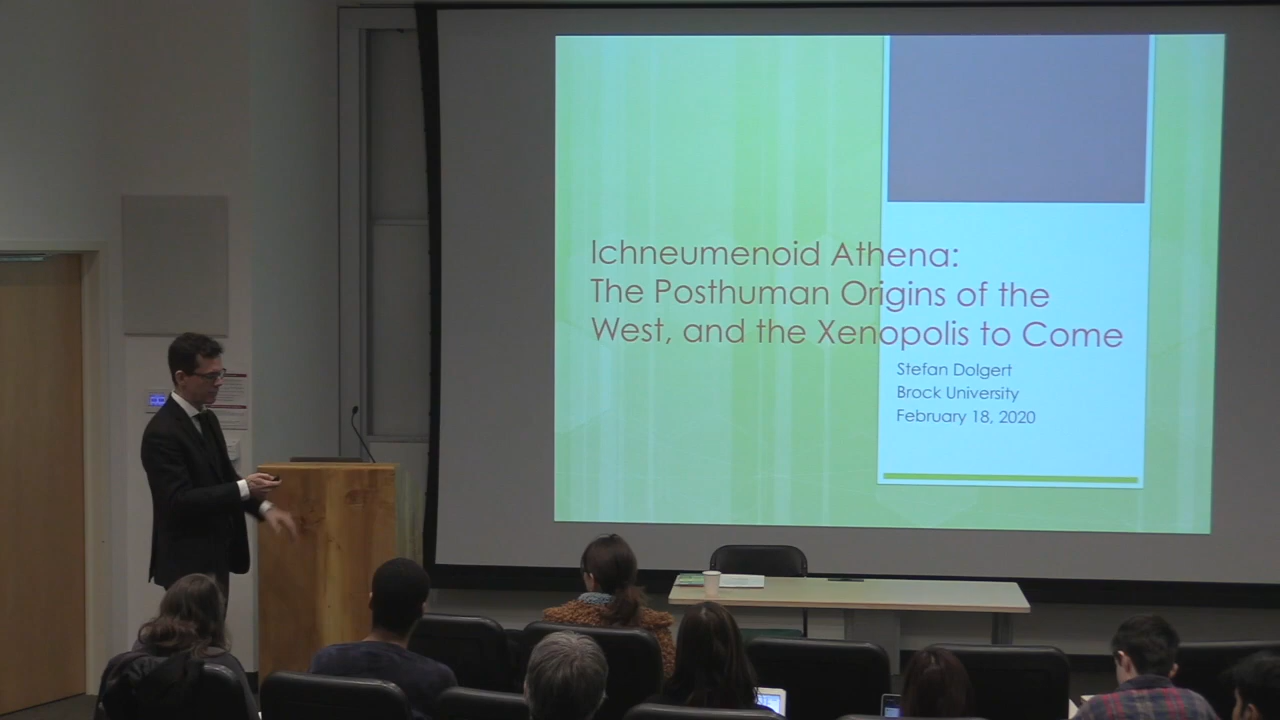 Ichneumenoid Athena:
The Posthuman Origins of the
West, and the Xenopolis to Come
Stefan Dolgert
Brock University
February 18, 2020